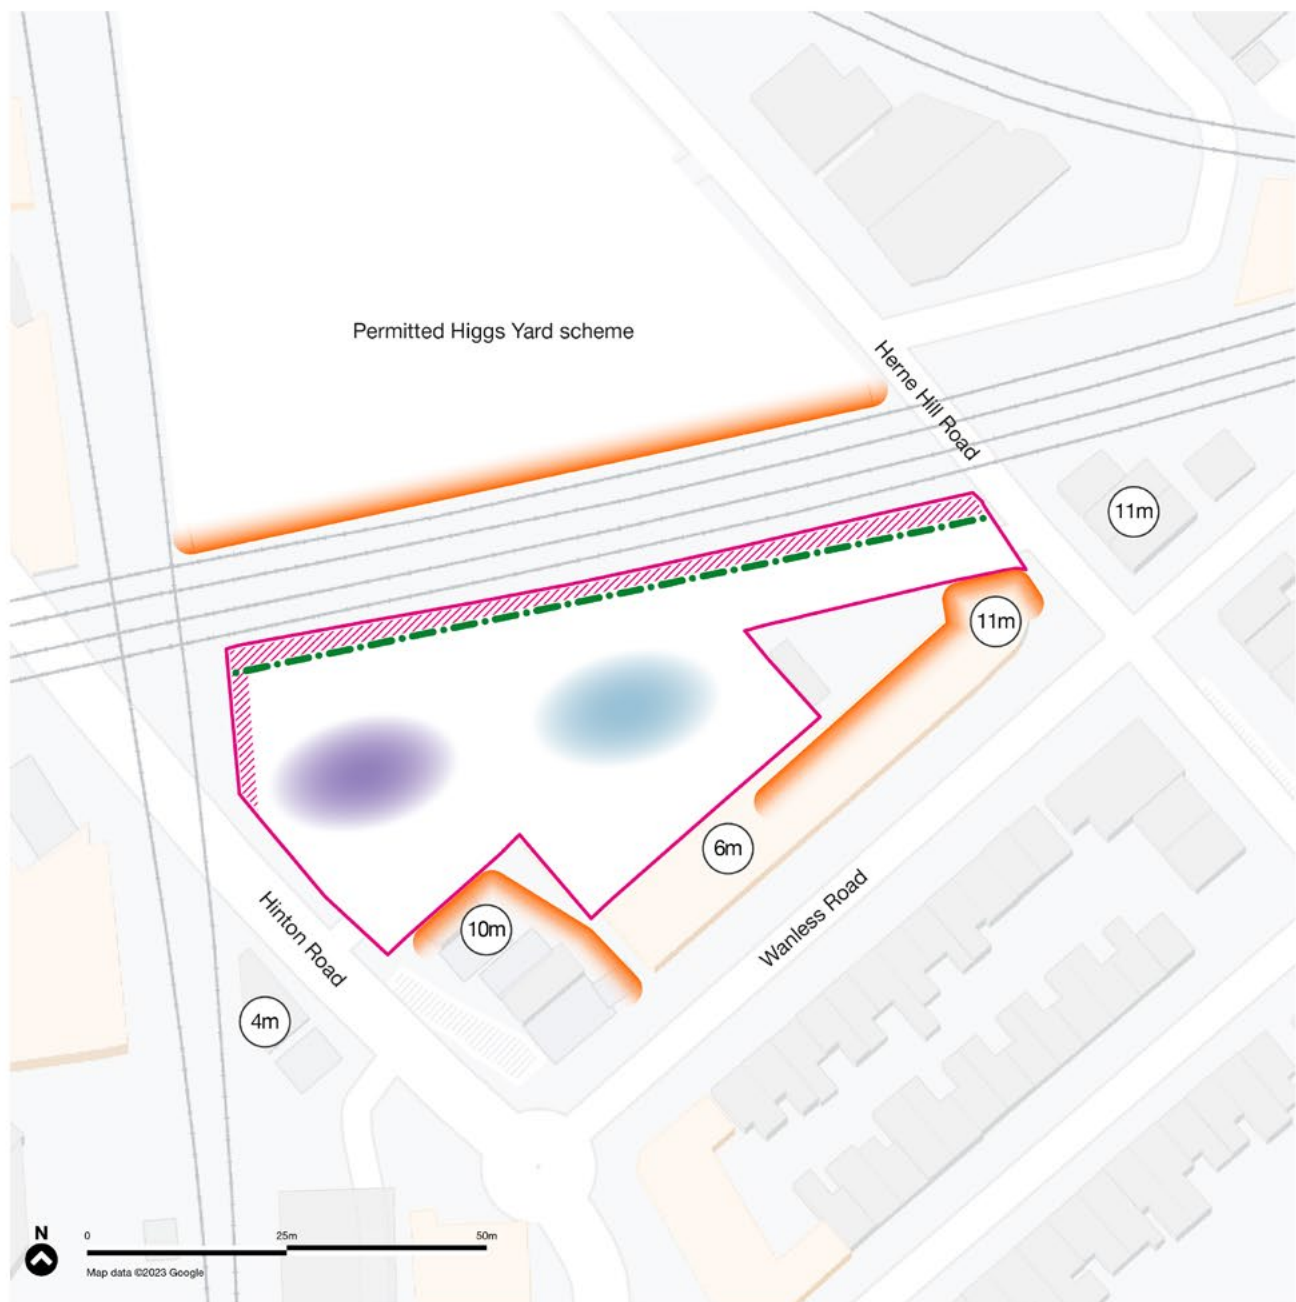 Permitted Higgs Yard scheme
Herne Hill Road
11m
11m
6m
10m
Wanless Road
Hinton Road
4m
N
0 25m 50m
Map data ©2023 Google